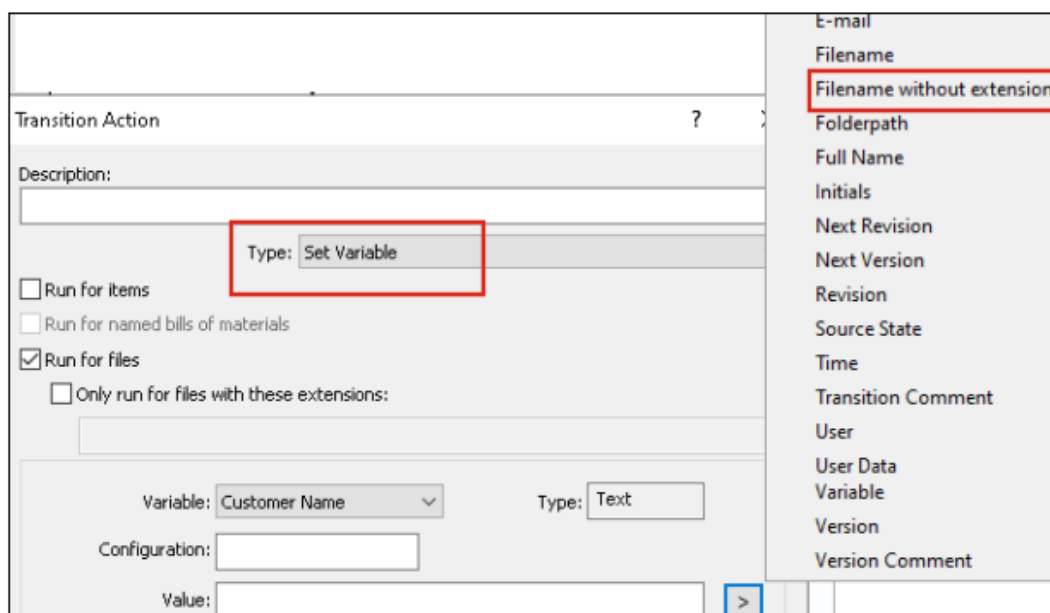 Transition Action
?
Description:
Type: Set Variable
Run for items
Run for named bills of materials
Run for files
Only run for files with these extensions:
Variable: Customer Name
Type: Text
Configuration:
Value:
>
E-mail
Filename
Filename without extension
Folderpath
Full Name
Initials
Next Revision
Next Version
Revision
Source State
Time
Transition Comment
User
User Data
Variable
Version
Version Comment